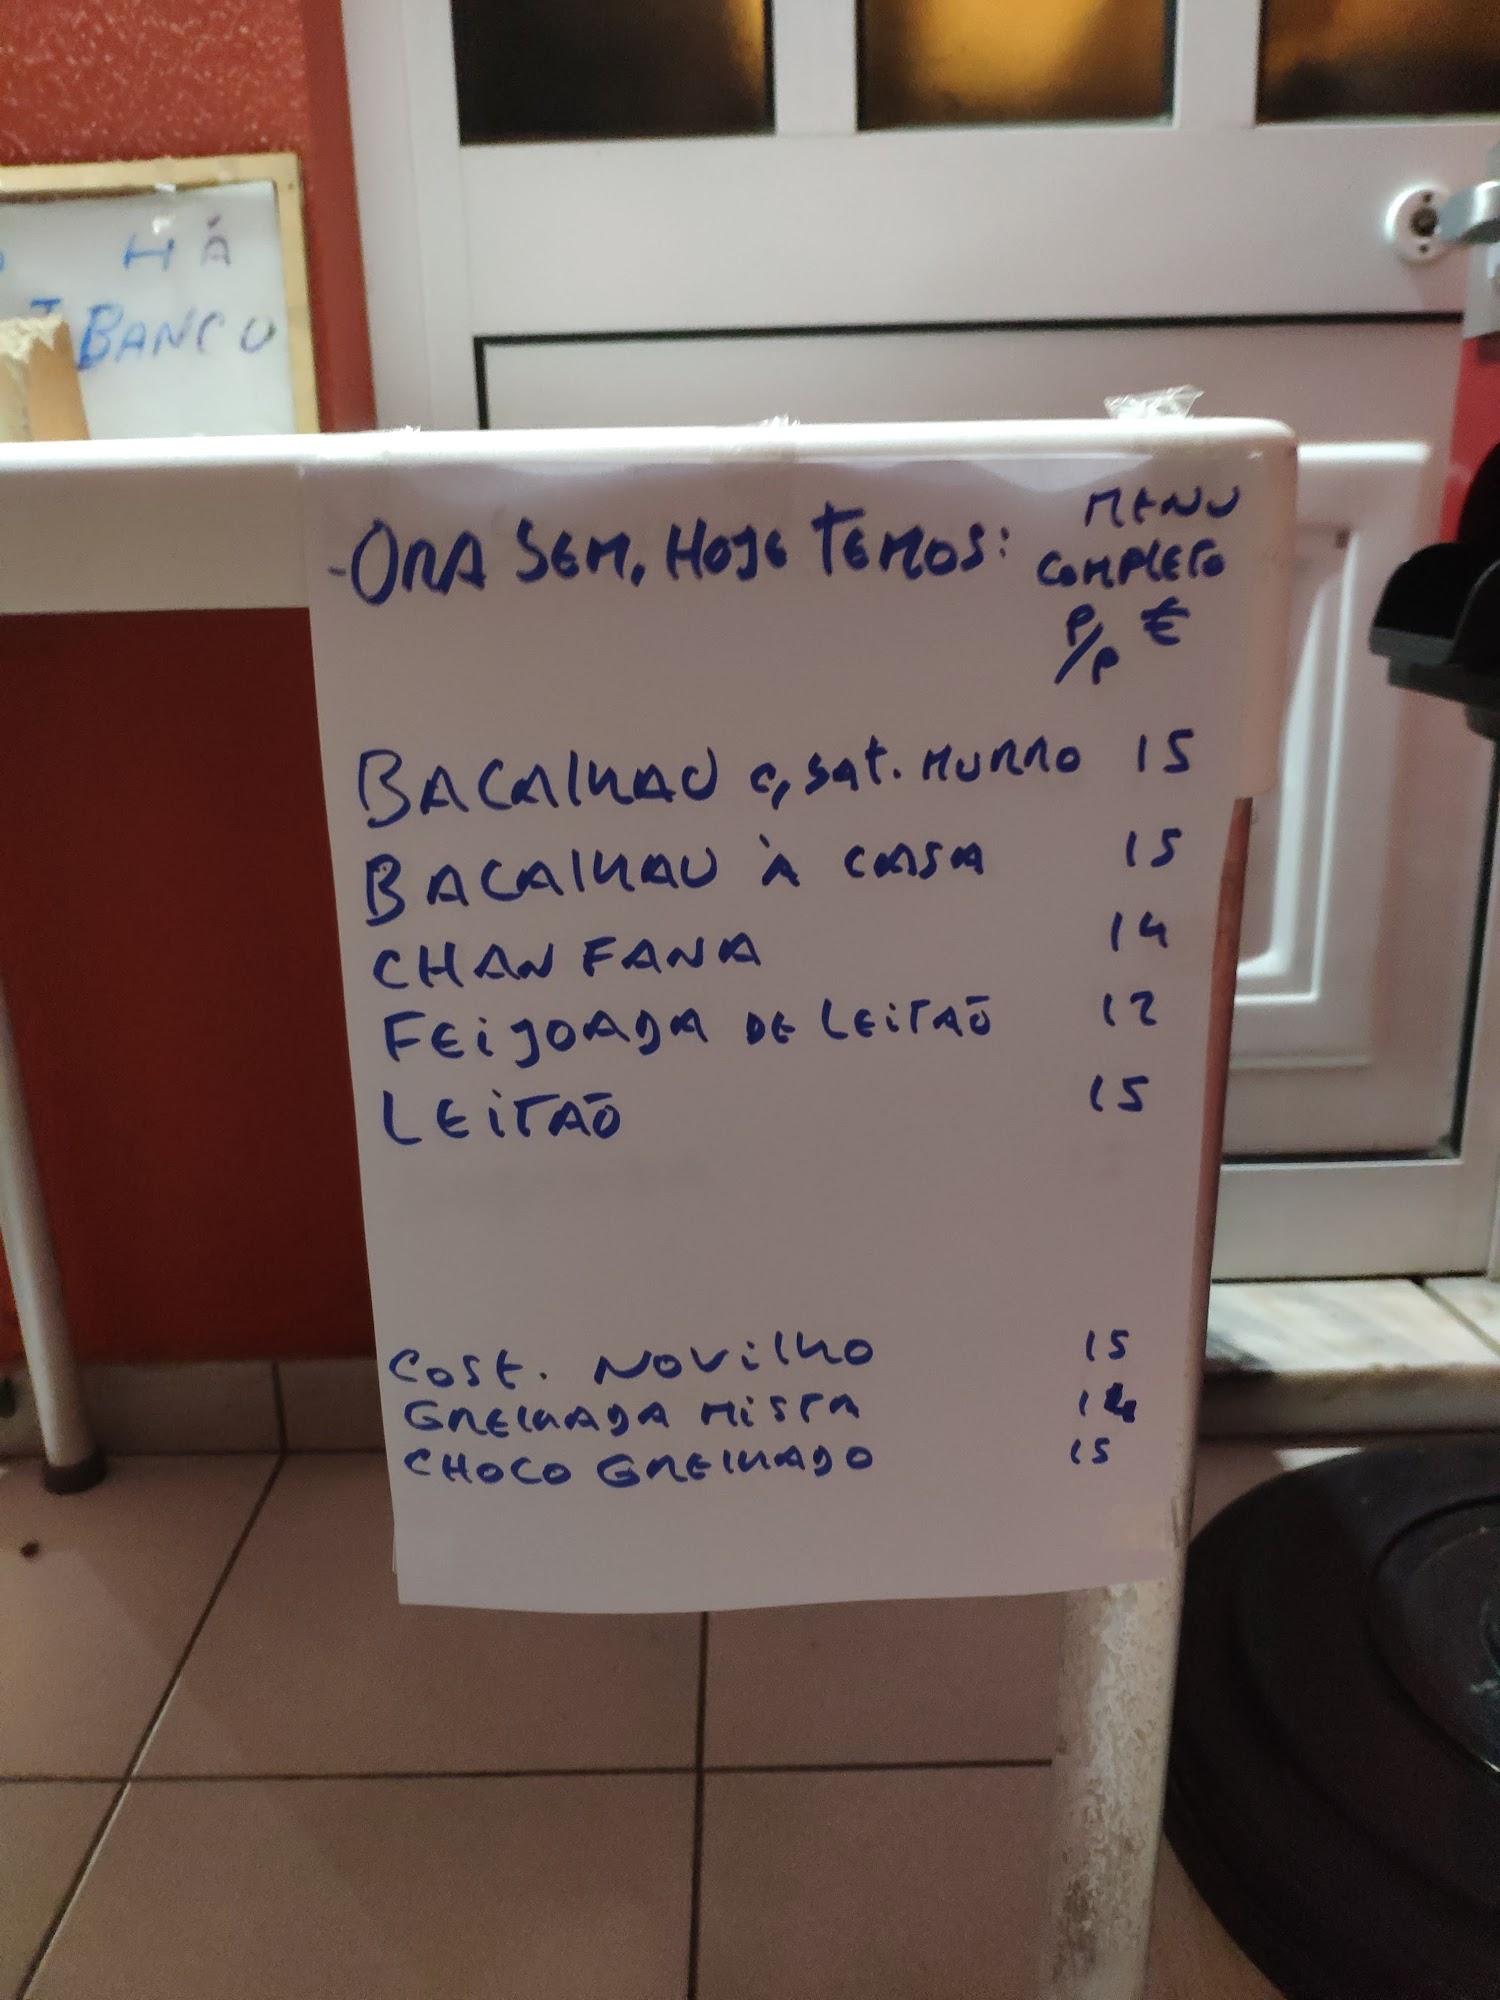 HÁ
BANCO
-ORA SEM, HOJE TEMOS:
MENU
COMPLETO
P/P €
BACALHAU C, BAT. MURRO 15
BACALHAU À CASA 15
CHANFANA 14
FEIJOADA DE LEITÃO 12
LEITÃO 15
COST. NOVILHO 15
GRELHADA MISTA 14
CHOCO GRELHADO 15